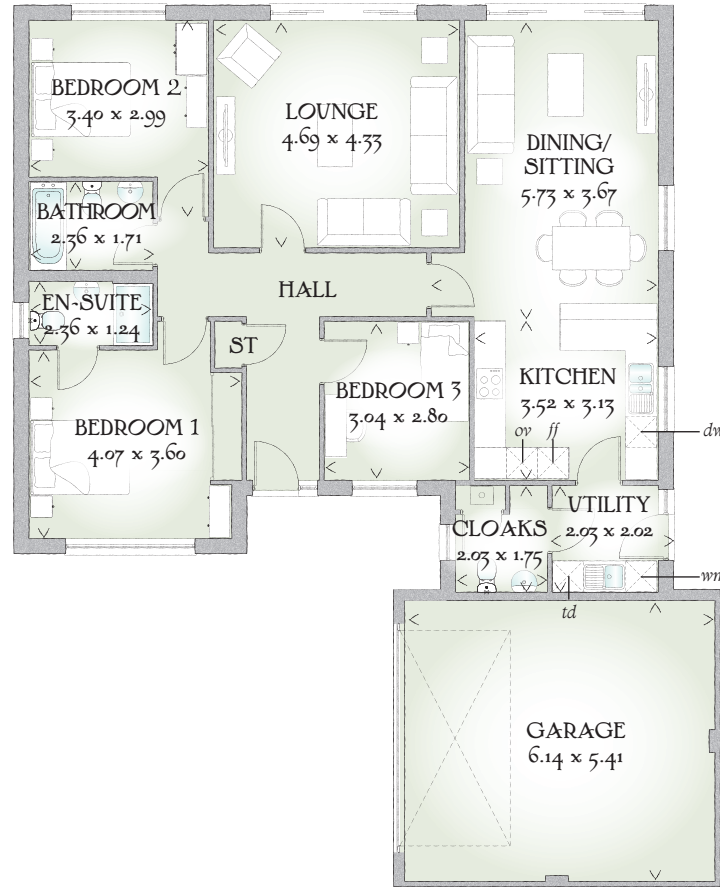 BEDROOM 2
3.40 x 2.99
LOUNGE
4.69 x 4.33
DINING/
SITTING
5.73 x 3.67
BATHROOM
2.36 x 1.71
EN-SUITE
2.36 x 1.24
HALL
ST
BEDROOM 1
4.07 x 3.60
BEDROOM 3
3.04 x 2.80
KITCHEN
3.52 x 3.13
ov
ff
CLOAKS
2.03 x 1.75
UTILITY
2.03 x 2.02
td
GARAGE
6.14 x 5.41